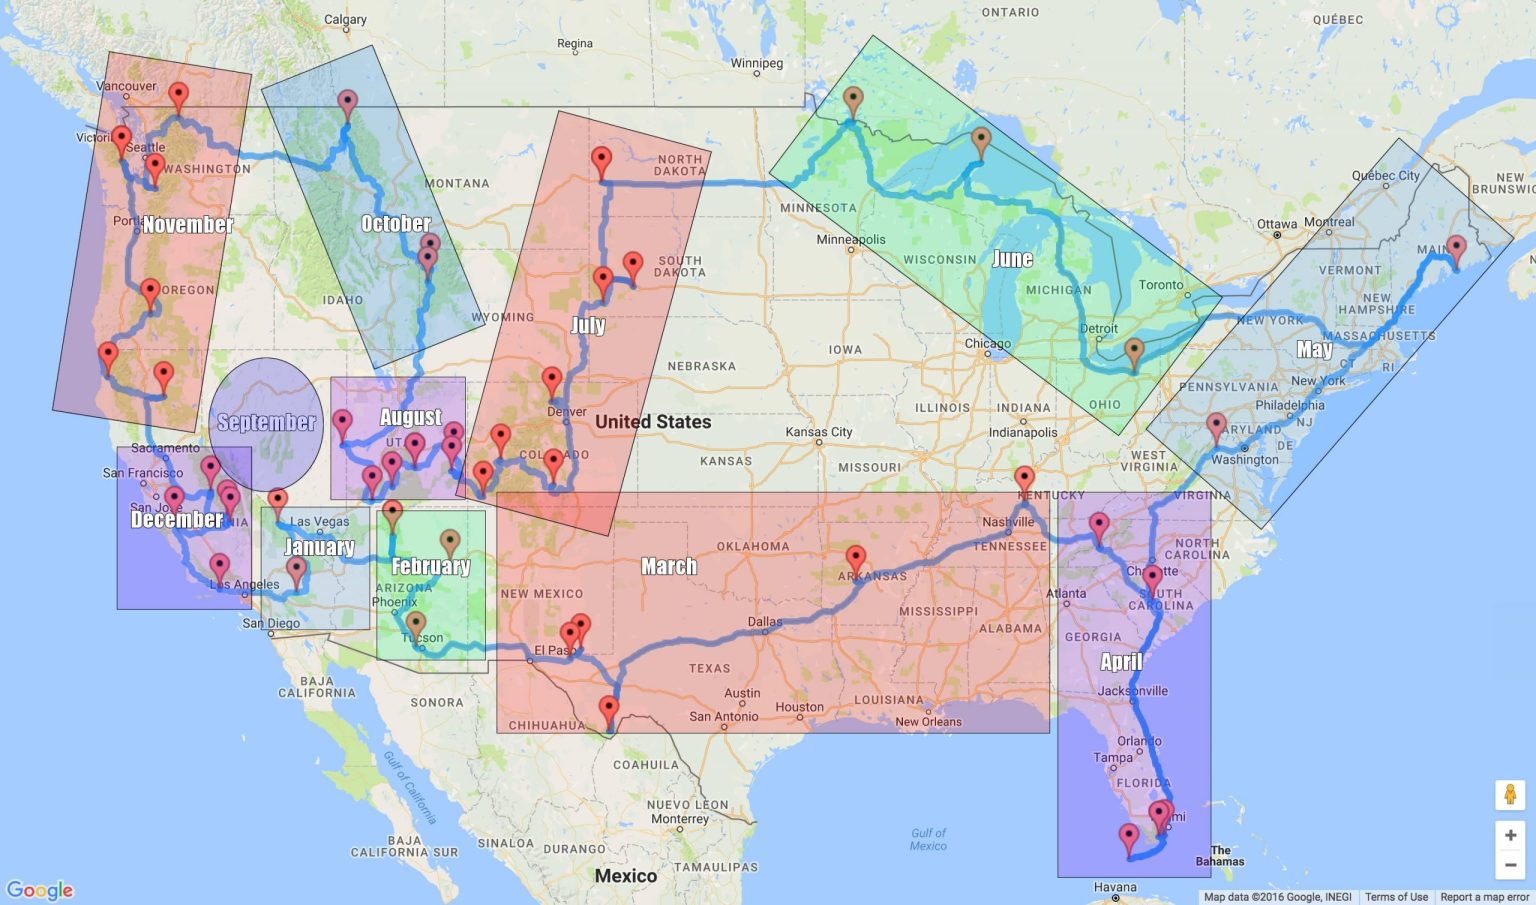 ONTARIO
QUÉBEC
Calgary
Regina
Winnipeg
Vancouver
Victoria
Seattle
WASHINGTON
MONTANA
NORTH
DAKOTA
Québec City
NEW
BRUNSWIC
MINNESOTA
Ottawa
Montreal
MAINE
November
October
Minneapolis
WISCONSIN
June
SOUTH
DAKOTA
VERMONT
OREGON
IDAHO
WYOMING
MICHIGAN
Toronto
NEW
HAMPSHIRE
July
Detroit
NEW YORK
MASSACHUSETTS
Chicago
May
CT
RI
IOWA
NEBRASKA
PENNSYLVANIA
New York
September
August
Denver
United States
ILLINOIS
INDIANA
OHIO
Philadelphia
NJ
Kansas City
Indianapolis
MARYLAND
DE
Washington
Sacramento
San Francisco
COLORADO
KANSAS
MISSOURI
WEST
VIRGINIA
KENTUCKY
VIRGINIA
December
Las Vegas
January
February
March
OKLAHOMA
Nashville
TENNESSEE
NORTH
CAROLINA
Charlotte
Los Angeles
ARIZONA
Phoenix
NEW MEXICO
ARKANSAS
Atlanta
SOUTH
CAROLINA
San Diego
Tucson
El Paso
Dallas
MISSISSIPPI
ALABAMA
GEORGIA
April
BAJA
CALIFORNIA
SONORA
CHIHUAHUA
TEXAS
Austin
San Antonio
Houston
LOUISIANA
New Orleans
Jacksonville
COAHUILA
Gulf of California
Orlando
Tampa
FLORIDA
NUEVO LEON
Monterrey
BAJA
CALIFORNIA SUR
SINALOA
DURANGO
TAMAULIPAS
Gulf of
Mexico
The
Bahamas
Mexico
Havana
Google
Map data ©2016 Google, INEGI
Terms of Use
Report a map error